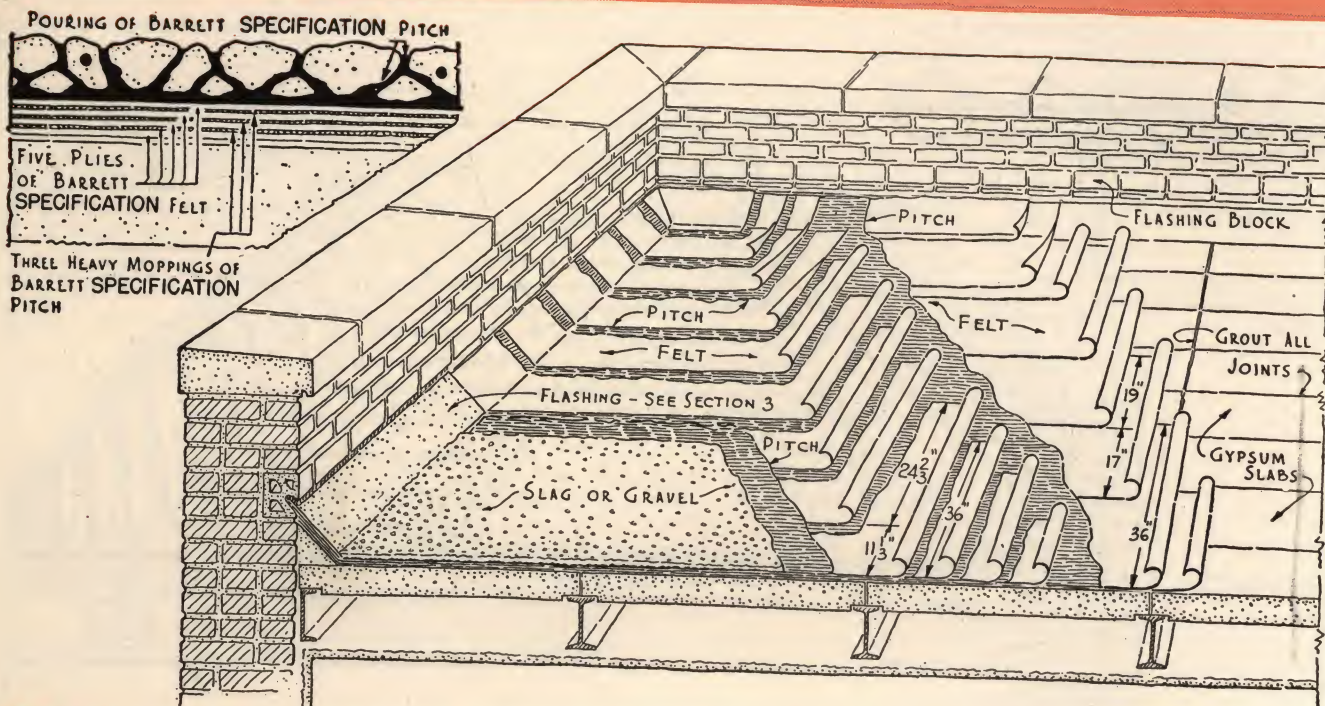 POURING OF BARRETT SPECIFICATION PITCH
FIVE PLIES
OF BARRETT
SPECIFICATION FELT
THREE HEAVY MOPPINGS OF
BARRETT SPECIFICATION
PITCH
PITCH
FLASHING BLOCK
PITCH
FELT
FELT
GROUT ALL
JOINTS
FLASHING - SEE SECTION 3
PITCH
SLAG OR GRAVEL
24 2/3"
36"
11 1/3"
19"
17"
36"
GYPSUM
SLABS